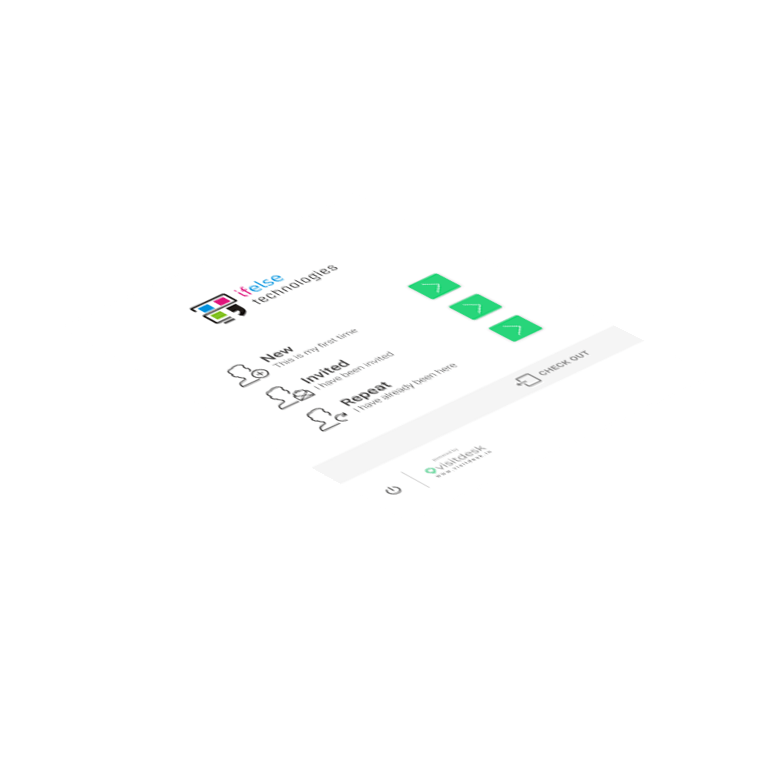 ifelse
technologies
New
This is my first time
Invited
I have been invited
Repeat
I have already been here
CHECK OUT
powered by
visitdesk
www.visitdesk.in